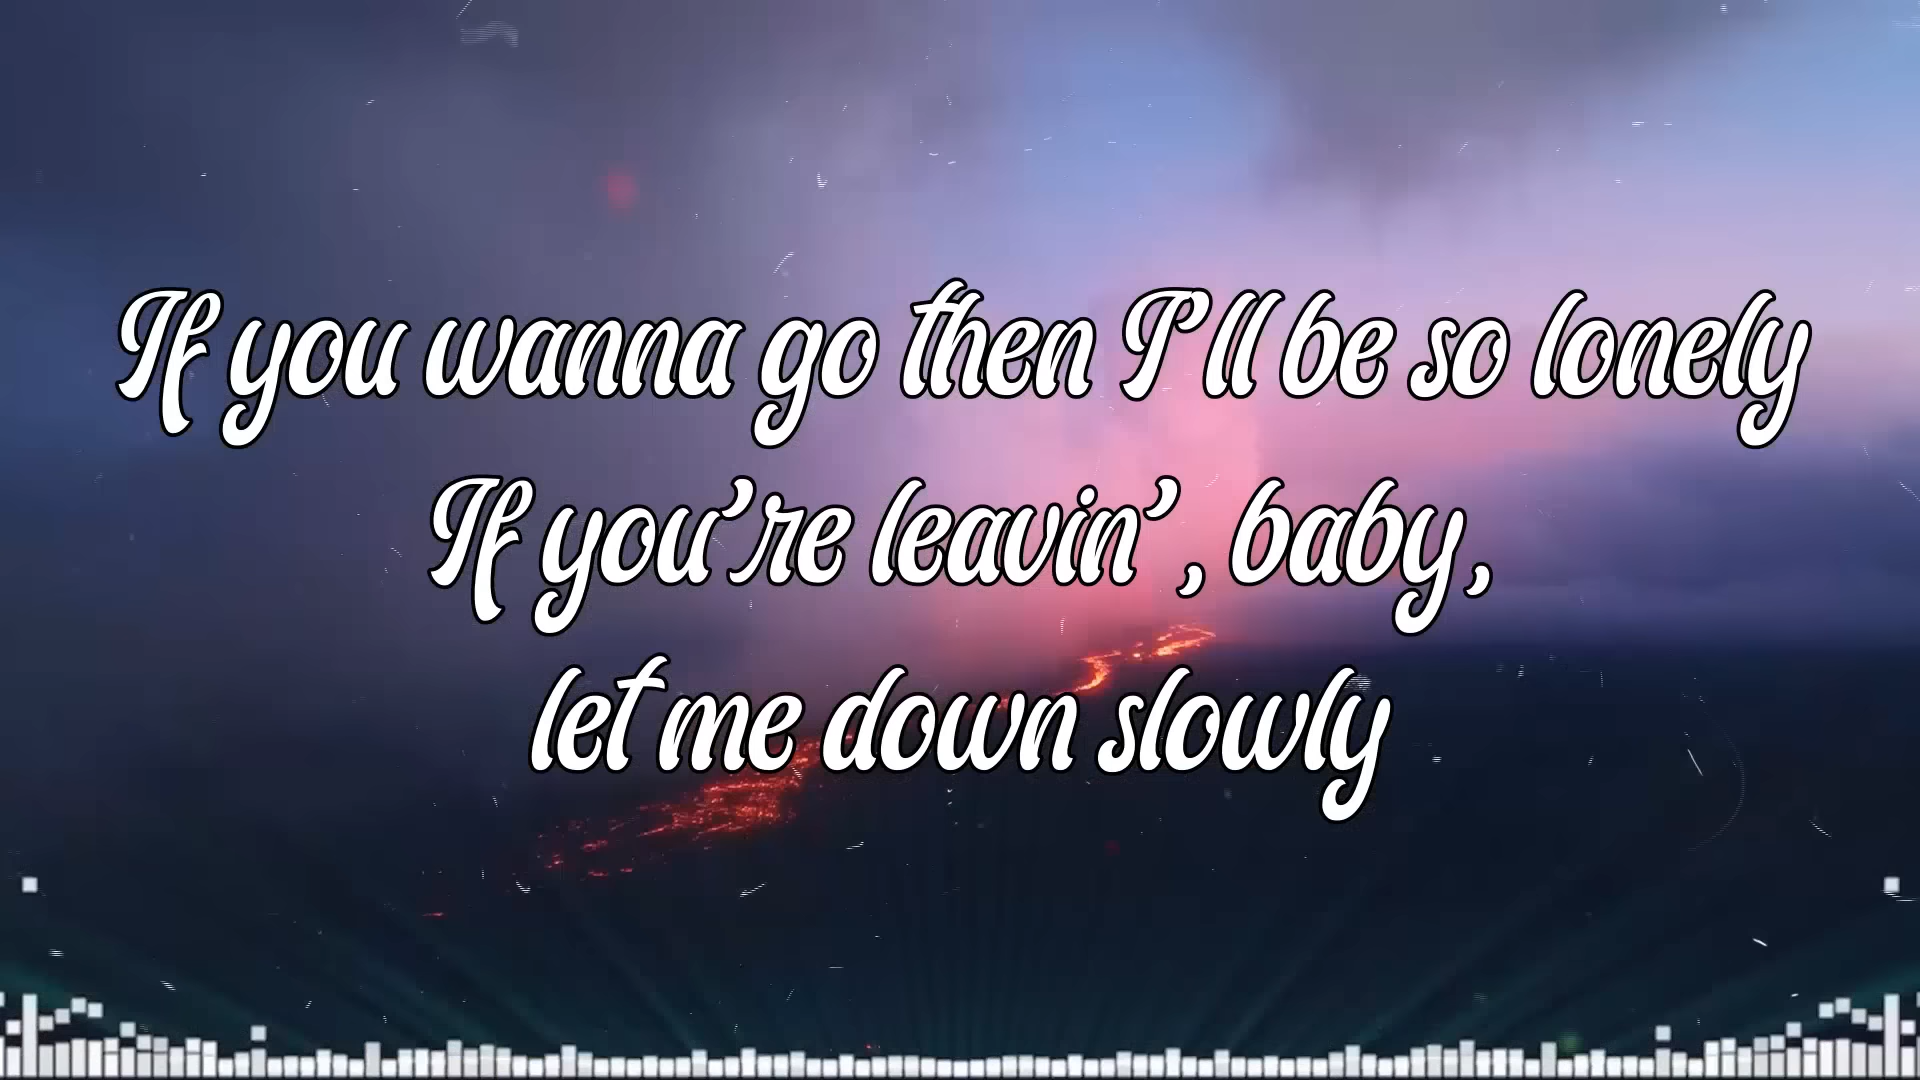 If you wanna go then I'll be so lonely
If you're leavin', baby,
let me down slowly